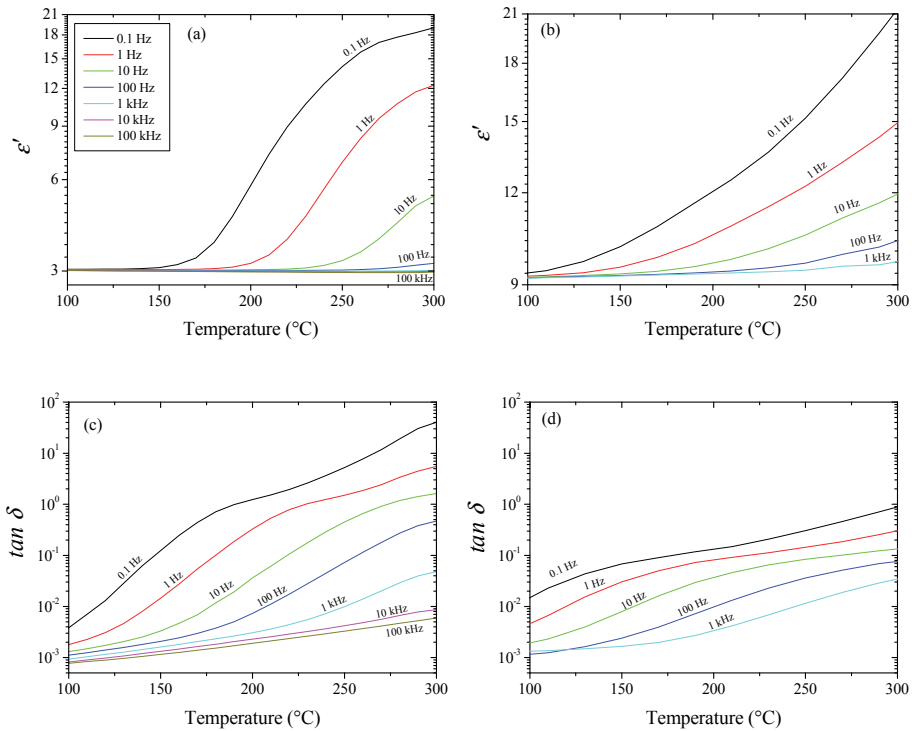 (a)
0.1 Hz
1 Hz
10 Hz
100 Hz
1 kHz
10 kHz
100 kHz
21
18
15
12
9
6
3
ε′
0.1 Hz
1 Hz
10 Hz
100 Hz
100 kHz
100 150 200 250 300
Temperature (°C)
(b)
21
18
15
12
9
ε′
0.1 Hz
1 Hz
10 Hz
100 Hz
1 kHz
100 150 200 250 300
Temperature (°C)
(c)
10²
10¹
10⁰
10⁻¹
10⁻²
10⁻³
tan δ
0.1 Hz
1 Hz
10 Hz
100 Hz
1 kHz
10 kHz
100 kHz
100 150 200 250 300
Temperature (°C)
(d)
10²
10¹
10⁰
10⁻¹
10⁻²
10⁻³
tan δ
0.1 Hz
1 Hz
10 Hz
100 Hz
1 kHz
100 150 200 250 300
Temperature (°C)